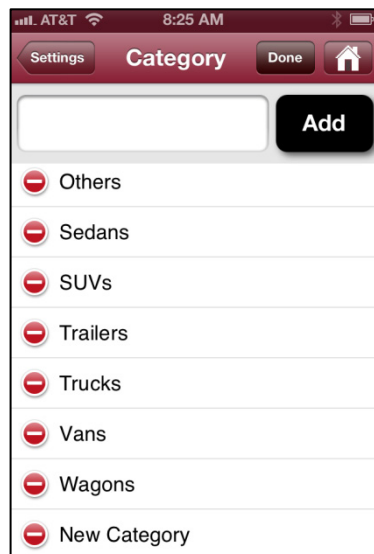 AT&T 8:25 AM
Settings Category Done
Add
Others
Sedans
SUVs
Trailers
Trucks
Vans
Wagons
New Category